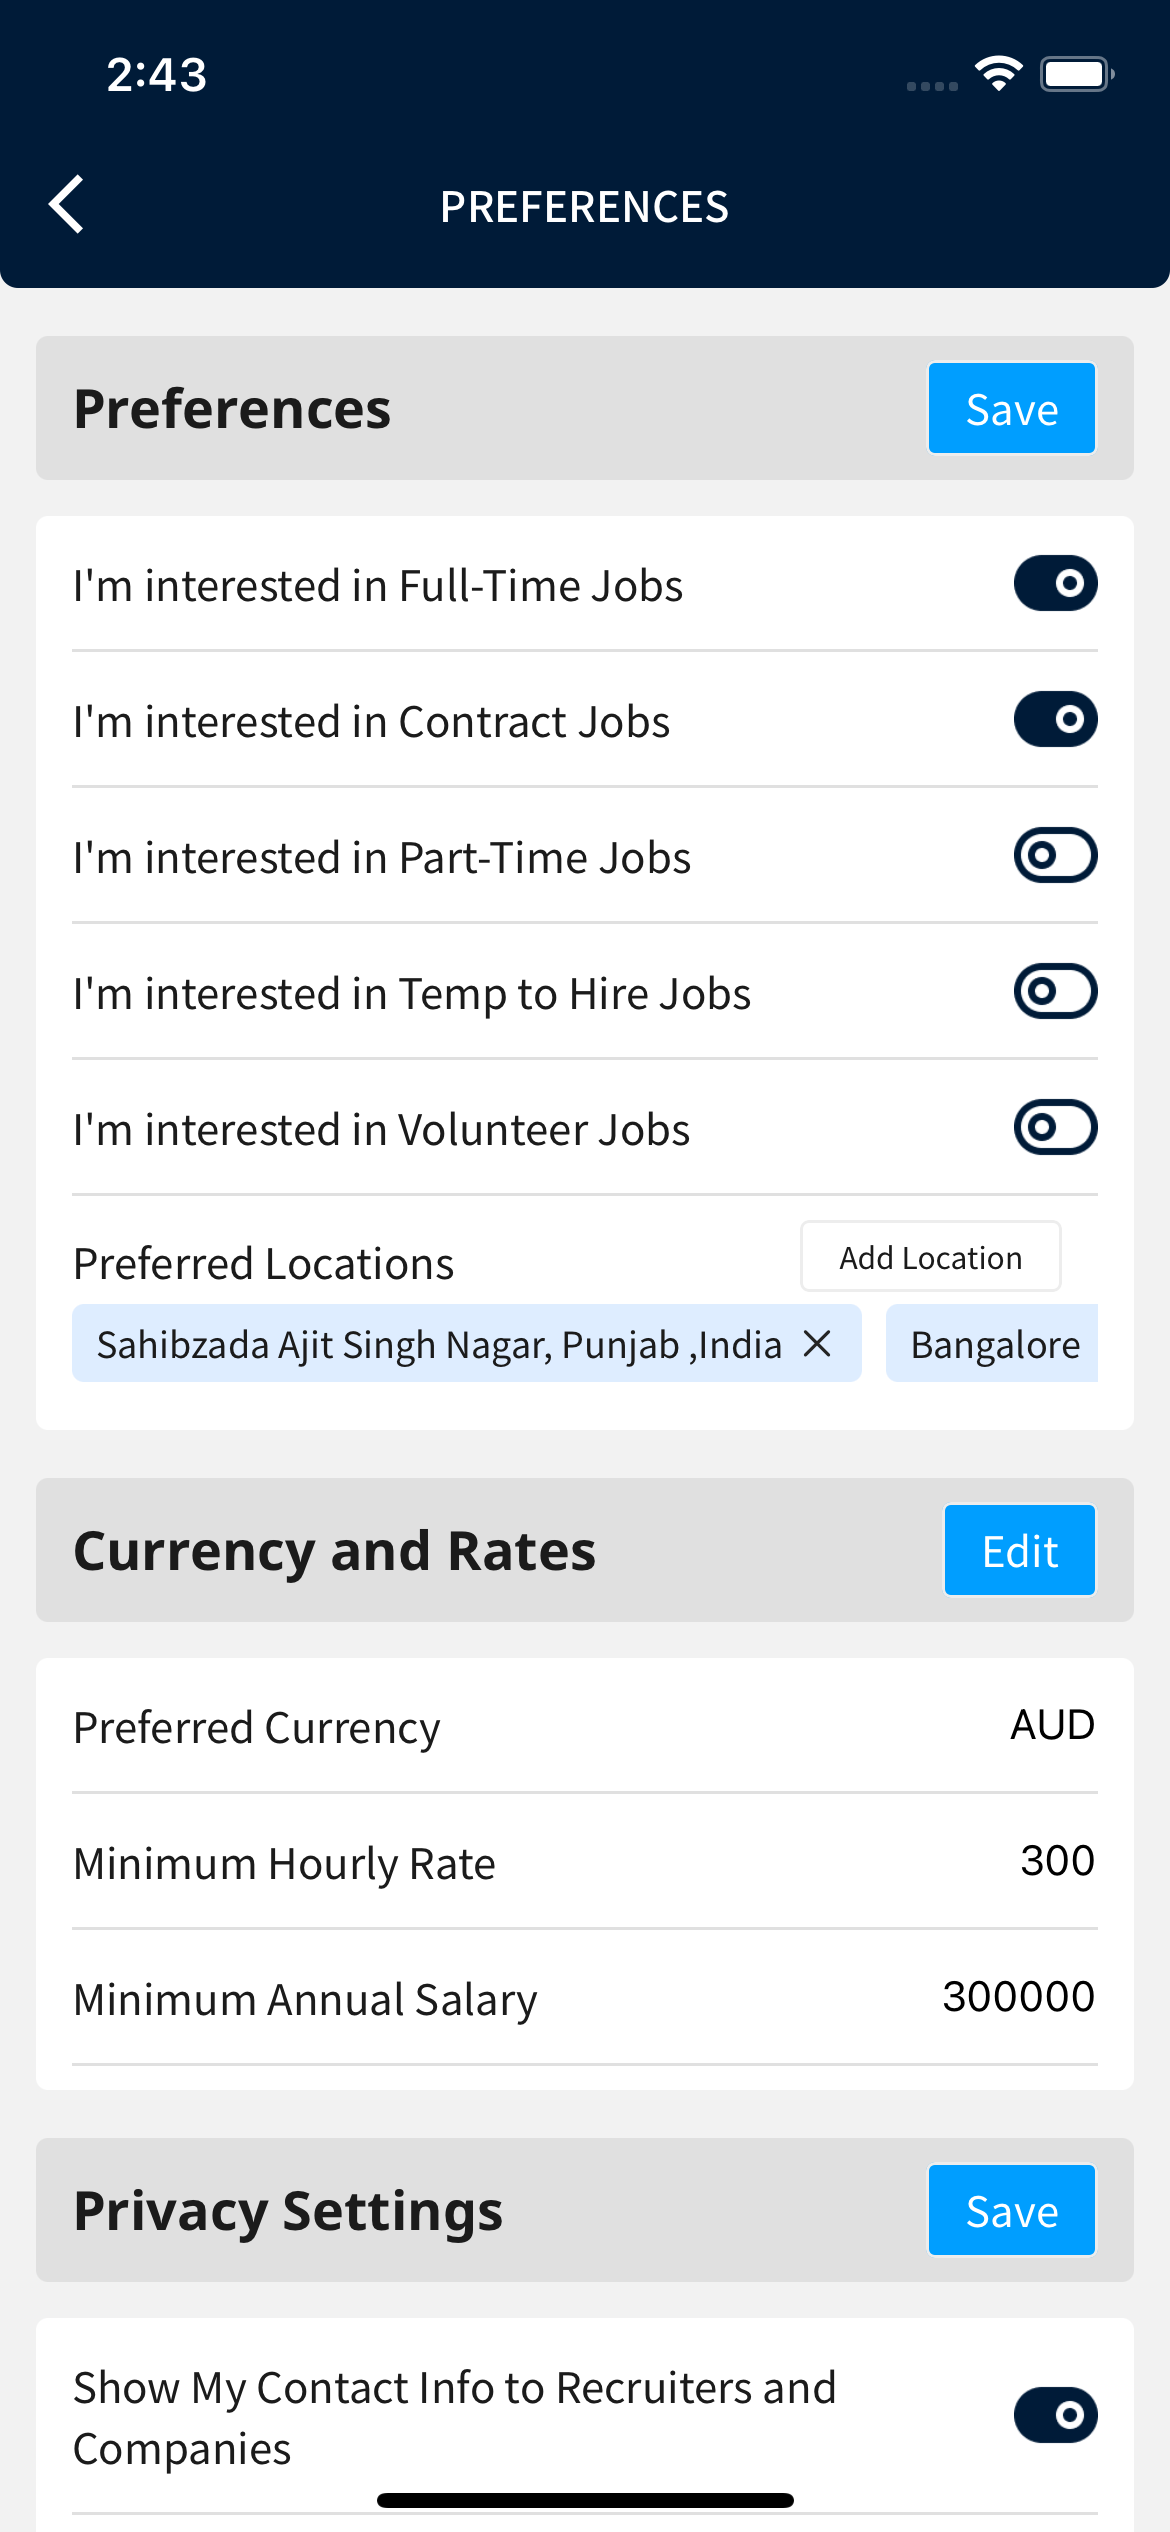 2:43
PREFERENCES
Preferences
Save
I'm interested in Full-Time Jobs
I'm interested in Contract Jobs
I'm interested in Part-Time Jobs
I'm interested in Temp to Hire Jobs
I'm interested in Volunteer Jobs
Preferred Locations
Add Location
Sahibzada Ajit Singh Nagar, Punjab ,India
Bangalore
Currency and Rates
Edit
Preferred Currency
AUD
Minimum Hourly Rate
300
Minimum Annual Salary
300000
Privacy Settings
Save
Show My Contact Info to Recruiters and
Companies